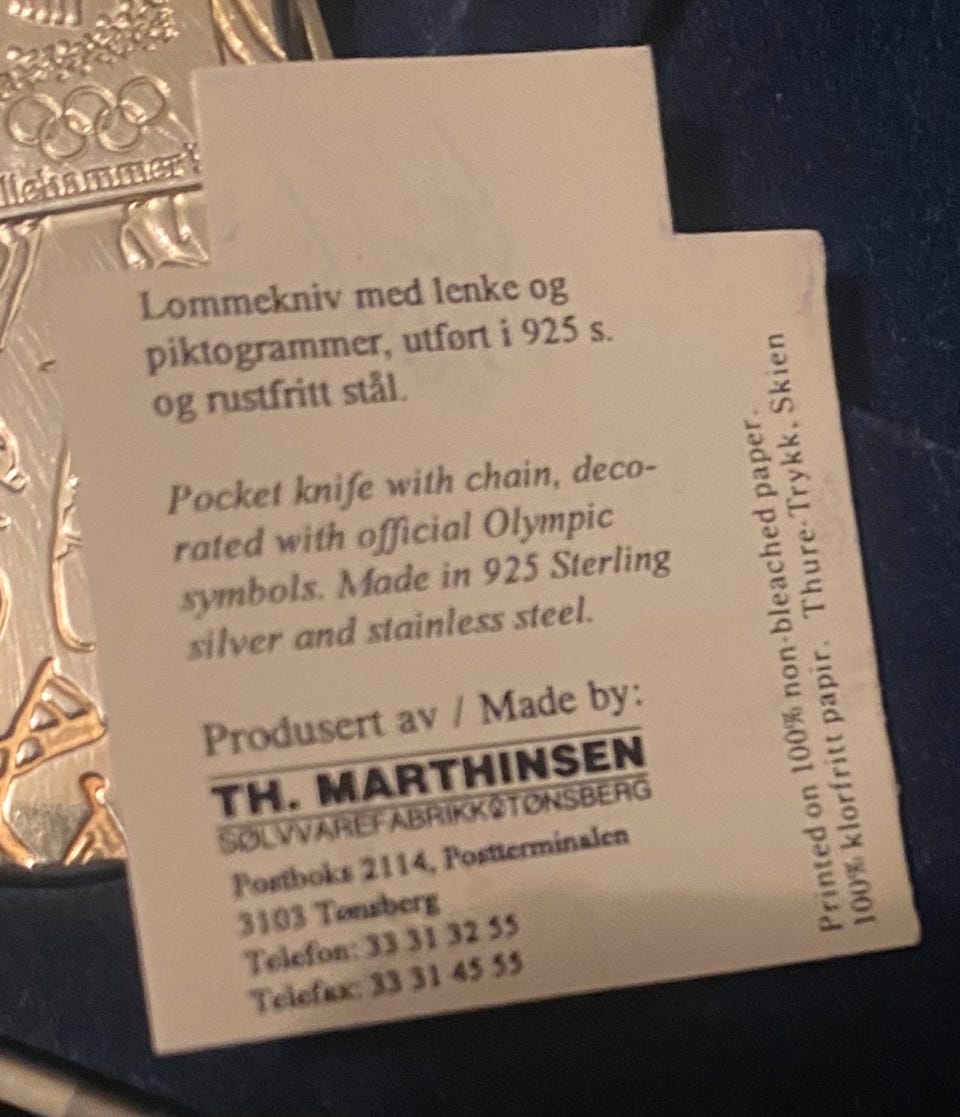 llehammer'
Lommekniv med lenke og
piktogrammer, utført i 925 s.
og rustfritt stål.
Pocket knife with chain, deco-
rated with official Olympic
symbols. Made in 925 Sterling
silver and stainless steel.
Produsert av / Made by:
TH. MARTHINSEN
SØLVVAREFABRIKK TØNSBERG
Postboks 2114, Postterminalen
3103 Tønsberg
Telefon: 33 31 32 55
Telefax: 33 31 45 55
Printed on 100% non-bleached paper.
100% klorfritt papir. Thure-Trykk, Skien